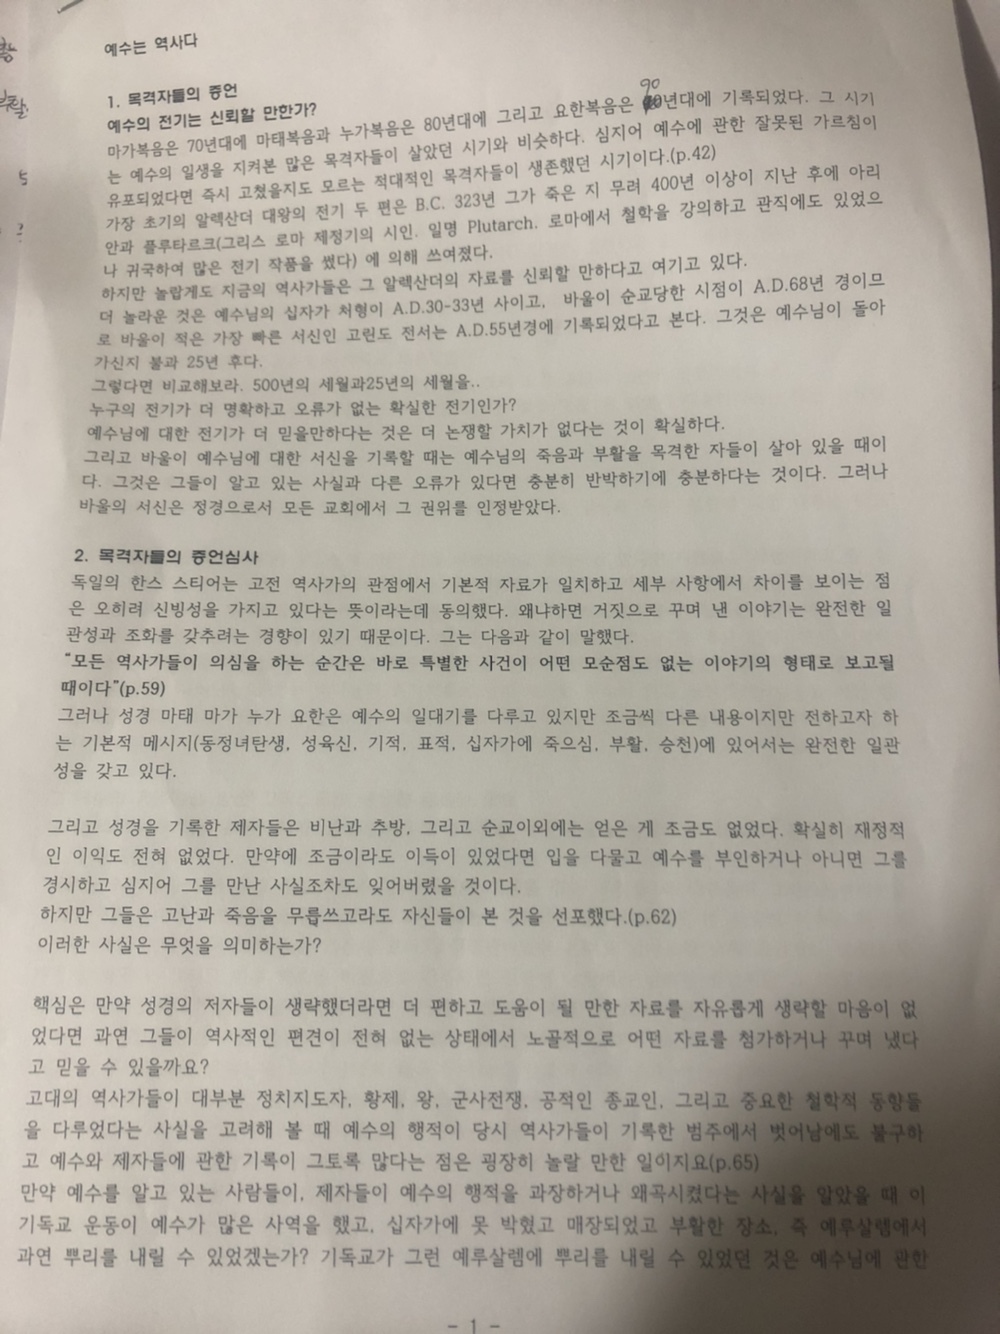 예수는 역사다
1. 목격자들의 증언
예수의 전기는 신뢰할 만한가?
마가복음은 70년대에 마태복음과 누가복음은 80년대에 그리고 요한복음은 90년대에 기록되었다. 그 시기
는 예수의 일생을 지켜본 많은 목격자들이 살았던 시기와 비슷하다. 심지어 예수에 관한 잘못된 가르침이
유포되었다면 즉시 고쳤을지도 모르는 적대적인 목격자들이 생존했던 시기이다.(p.42)
가장 초기의 알렉산더 대왕의 전기 두 편은 B.C. 323년 그가 죽은 지 무려 400년 이상이 지난 후에 아리
안과 플루타르크(그리스 로마 제정기의 시인. 일명 Plutarch. 로마에서 철학을 강의하고 관직에도 있었으
나 귀국하여 많은 전기 작품을 썼다) 에 의해 쓰여졌다.
하지만 놀랍게도 지금의 역사가들은 그 알렉산더의 자료를 신뢰할 만하다고 여기고 있다.
더 놀라운 것은 예수님의 십자가 처형이 A.D.30-33년 사이고, 바울이 순교당한 시점이 A.D.68년 경이므
로 바울이 적은 가장 빠른 서신인 고린도 전서는 A.D.55년경에 기록되었다고 본다. 그것은 예수님이 돌아
가신지 불과 25년 후다.
그렇다면 비교해보라. 500년의 세월과25년의 세월을..
누구의 전기가 더 명확하고 오류가 없는 확실한 전기인가?
예수님에 대한 전기가 더 믿을만하다는 것은 더 논쟁할 가치가 없다는 것이 확실하다.
그리고 바울이 예수님에 대한 서신을 기록할 때는 예수님의 죽음과 부활을 목격한 자들이 살아 있을 때이
다. 그것은 그들이 알고 있는 사실과 다른 오류가 있다면 충분히 반박하기에 충분하다는 것이다. 그러나
바울의 서신은 정경으로서 모든 교회에서 그 권위를 인정받았다.
2. 목격자들의 증언심사
독일의 한스 스티어는 고전 역사가의 관점에서 기본적 자료가 일치하고 세부 사항에서 차이를 보이는 점
은 오히려 신빙성을 가지고 있다는 뜻이라는데 동의했다. 왜냐하면 거짓으로 꾸며 낸 이야기는 완전한 일
관성과 조화를 갖추려는 경향이 있기 때문이다. 그는 다음과 같이 말했다.
"모든 역사가들이 의심을 하는 순간은 바로 특별한 사건이 어떤 모순점도 없는 이야기의 형태로 보고될
때이다"(p.59)
그러나 성경 마태 마가 누가 요한은 예수의 일대기를 다루고 있지만 조금씩 다른 내용이지만 전하고자 하
는 기본적 메시지(동정녀탄생, 성육신, 기적, 표적, 십자가에 죽으심, 부활, 승천)에 있어서는 완전한 일관
성을 갖고 있다.
그리고 성경을 기록한 제자들은 비난과 추방, 그리고 순교이외에는 얻은 게 조금도 없었다. 확실히 재정적
인 이익도 전혀 없었다. 만약에 조금이라도 이득이 있었다면 입을 다물고 예수를 부인하거나 아니면 그를
경시하고 심지어 그를 만난 사실조차도 잊어버렸을 것이다.
하지만 그들은 고난과 죽음을 무릅쓰고라도 자신들이 본 것을 선포했다.(p.62)
이러한 사실은 무엇을 의미하는가?
핵심은 만약 성경의 저자들이 생략했더라면 더 편하고 도움이 될 만한 자료를 자유롭게 생략할 마음이 없
었다면 과연 그들이 역사적인 편견이 전혀 없는 상태에서 노골적으로 어떤 자료를 첨가하거나 꾸며 냈다
고 믿을 수 있을까요?
고대의 역사가들이 대부분 정치지도자, 황제, 왕, 군사전쟁, 공적인 종교인, 그리고 중요한 철학적 동향들
을 다루었다는 사실을 고려해 볼 때 예수의 행적이 당시 역사가들이 기록한 범주에서 벗어남에도 불구하
고 예수와 제자들에 관한 기록이 그토록 많다는 점은 굉장히 놀랄 만한 일이지요(p.65)
만약 예수를 알고 있는 사람들이, 제자들이 예수의 행적을 과장하거나 왜곡시켰다는 사실을 알았을 때 이
기독교 운동이 예수가 많은 사역을 했고, 십자가에 못 박혔고 매장되었고 부활한 장소, 즉 예루살렘에서
과연 뿌리를 내릴 수 있었겠는가? 기독교가 그런 예루살렘에 뿌리를 내릴 수 있었던 것은 예수님에 관한
- 1 -